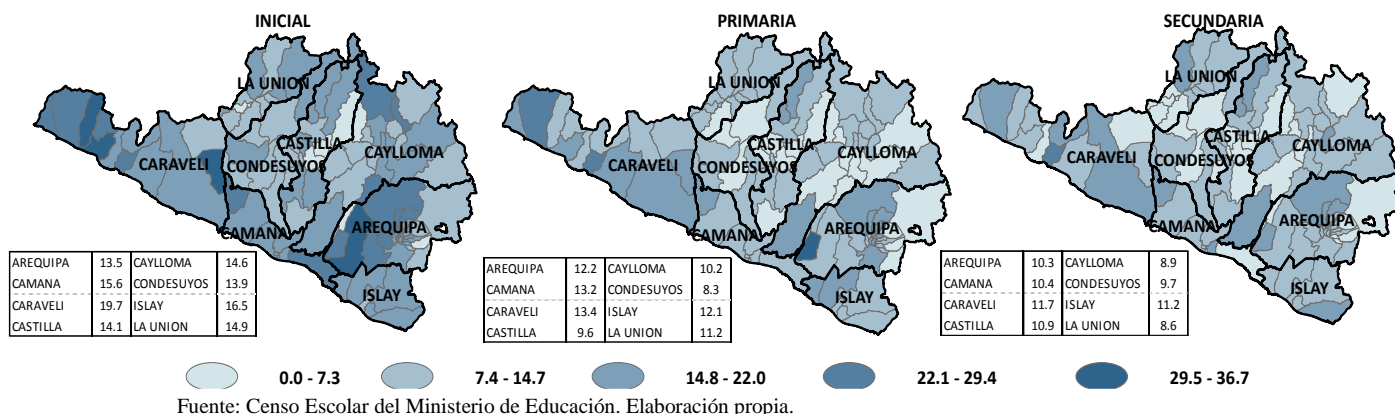 INICIAL
LA UNION
CASTILLA
CARAVELI
CONDESUYOS
CAYLLOMA
CAMANA
AREQUIPA
ISLAY
AREQUIPA 13.5 CAYLLOMA 14.6
CAMANA 15.6 CONDESUYOS 13.9
CARAVELI 19.7 ISLAY 16.5
CASTILLA 14.1 LA UNION 14.9
PRIMARIA
LA UNION
CASTILLA
CARAVELI
CONDESUYOS
CAYLLOMA
CAMANA
AREQUIPA
ISLAY
AREQUIPA 12.2 CAYLLOMA 10.2
CAMANA 13.2 CONDESUYOS 8.3
CARAVELI 13.4 ISLAY 12.1
CASTILLA 9.6 LA UNION 11.2
SECUNDARIA
LA UNION
CASTILLA
CARAVELI
CONDESUYOS
CAYLLOMA
CAMANA
AREQUIPA
ISLAY
AREQUIPA 10.3 CAYLLOMA 8.9
CAMANA 10.4 CONDESUYOS 9.7
CARAVELI 11.7 ISLAY 11.2
CASTILLA 10.9 LA UNION 8.6
0.0 - 7.3 7.4 - 14.7 14.8 - 22.0 22.1 - 29.4 29.5 - 36.7
Fuente: Censo Escolar del Ministerio de Educación. Elaboración propia.